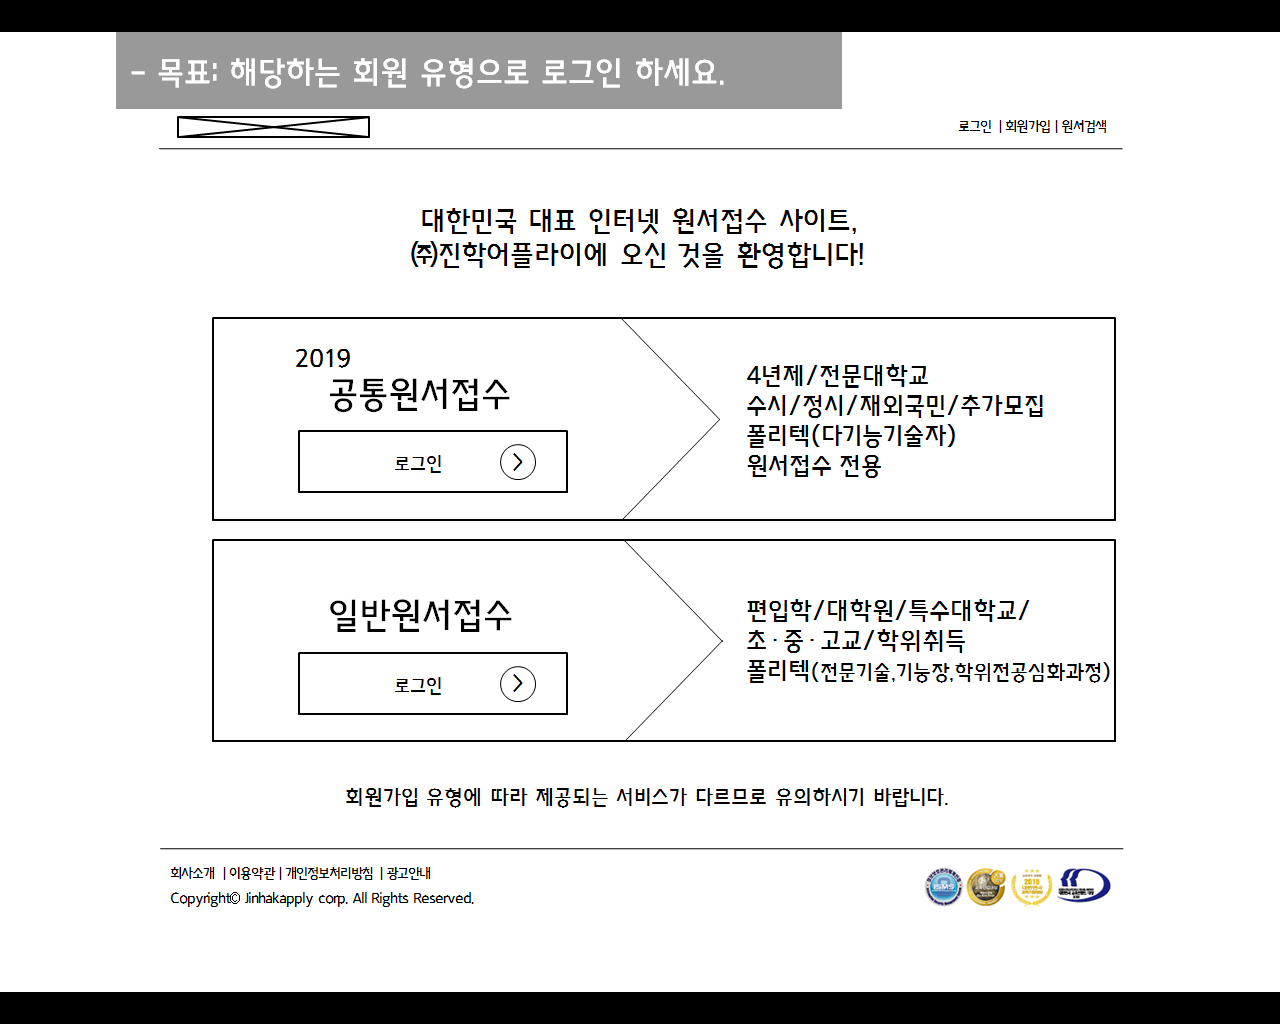 - 목표: 해당하는 회원 유형으로 로그인 하세요.
로그인 | 회원가입 | 원서검색
대한민국 대표 인터넷 원서접수 사이트,
㈜진학어플라이에 오신 것을 환영합니다!
2019
공통원서접수
로그인
4년제/전문대학교
수시/정시/재외국민/추가모집
폴리텍(다기능기술자)
원서접수 전용
일반원서접수
로그인
편입학/대학원/특수대학교/
초·중·고교/학위취득
폴리텍(전문기술,기능장,학위전공심화과정)
회원가입 유형에 따라 제공되는 서비스가 다르므로 유의하시기 바랍니다.
회사소개 | 이용약관 | 개인정보처리방침 | 광고안내
Copyright© Jinhakapply corp. All Rights Reserved.
ISMS